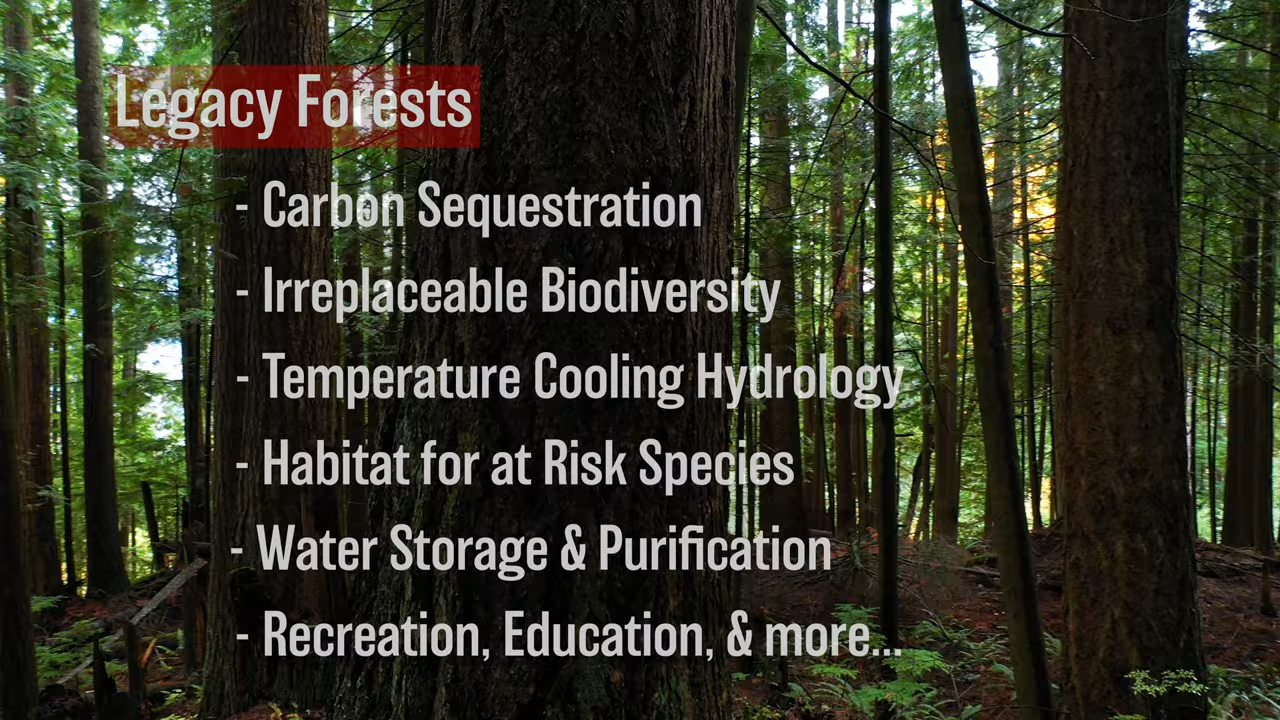 Legacy Forests
- Carbon Sequestration
- Irreplaceable Biodiversity
- Temperature Cooling Hydrology
- Habitat for at Risk Species
- Water Storage & Purification
- Recreation, Education, & more...